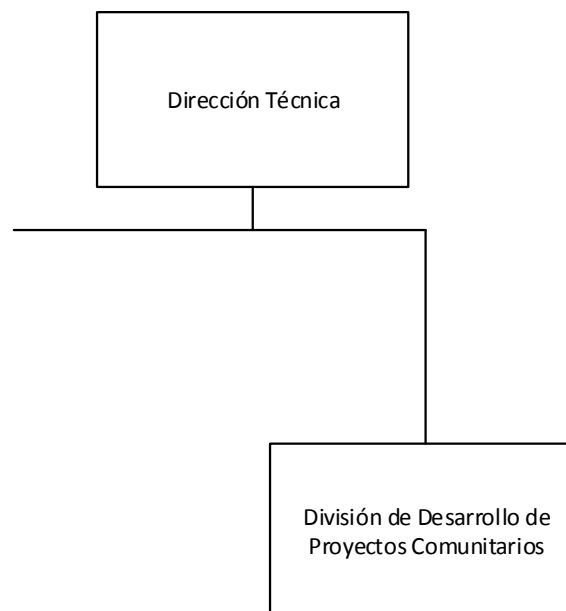 Dirección Técnica
División de Desarrollo de
Proyectos Comunitarios